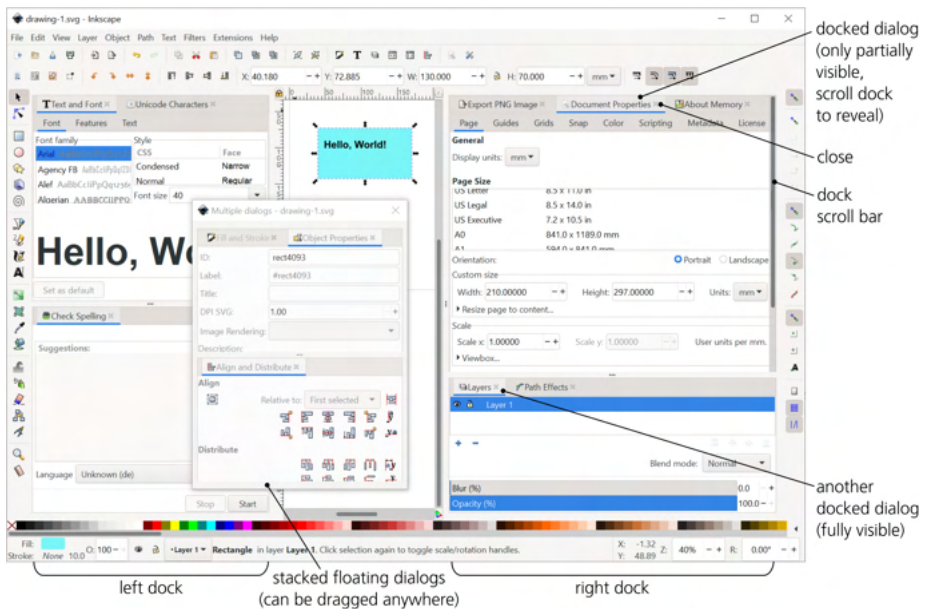 drawing-1.svg - Inkscape
File Edit View Layer Object Path Text Filters Extensions Help
X: 40.180 - + Y: 72.885 - + W: 130.000 - + H: 70.000 - + mm
Text and Font × Unicode Characters ×
Font Features Text
Font family Style
Arial CSS Face
Agency FB Condensed Narrow
Alef Normal Regular
Algerian AABBCCIIPPQ Font size 40
Hello, Wo
Set as default
Check Spelling ×
Suggestions:
Language Unknown (de)
Stop Start
50 100 150
Hello, World!
Multiple dialogs - drawing-1.svg
Fill and Stroke × Object Properties ×
ID: rect4093
Label: #rect4093
Title:
DPI SVG: 1.00 +
Image Rendering:
Description:
Align and Distribute ×
Align
Relative to: First selected
Distribute
Export PNG Image × Document Properties × About Memory ×
Page Guides Grids Snap Color Scripting Metadata License
General
Display units: mm
Page Size
US Letter 8.5 x 11.0 in
US Legal 8.5 x 14.0 in
US Executive 7.2 x 10.5 in
A0 841.0 x 1189.0 mm
A1 594.0 x 841.0 mm
Orientation: Portrait Landscape
Custom size
Width: 210.00000 - + Height: 297.00000 - + Units: mm
Resize page to content...
Scale
Scale x: 1.00000 - + Scale y: 1.00000 - + User units per mm.
Viewbox...
Layers × Path Effects ×
Layer 1
Blend mode: Normal
Blur (%) 0.0 - +
Opacity (%) 100.0 - +
Fill:
Stroke: None 10.0 O: 100 - + Layer 1 Rectangle in layer Layer 1. Click selection again to toggle scale/rotation handles.
X: -1.32
Y: 48.89
Z: 40% - + R: 0.00° - +
docked dialog
(only partially
visible,
scroll dock
to reveal)
close
dock
scroll bar
another
docked dialog
(fully visible)
left dock
stacked floating dialogs
(can be dragged anywhere)
right dock